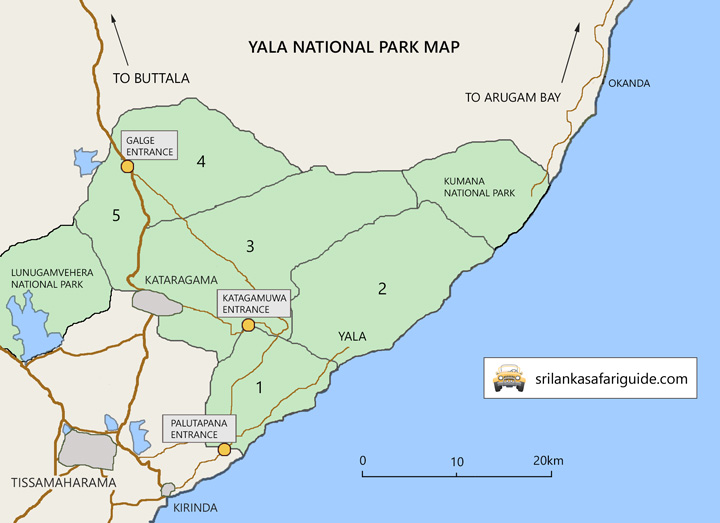 YALA NATIONAL PARK MAP
TO BUTTALA
TO ARUGAM BAY
OKANDA
GALGE
ENTRANCE
4
KUMANA
NATIONAL PARK
5
3
LUNUGAMVEHERA
NATIONAL PARK
KATARAGAMA
2
KATAGAMUWA
ENTRANCE
YALA
srilankasafariguide.com
1
PALUTAPANA
ENTRANCE
0 10 20km
TISSAMAHARAMA
KIRINDA